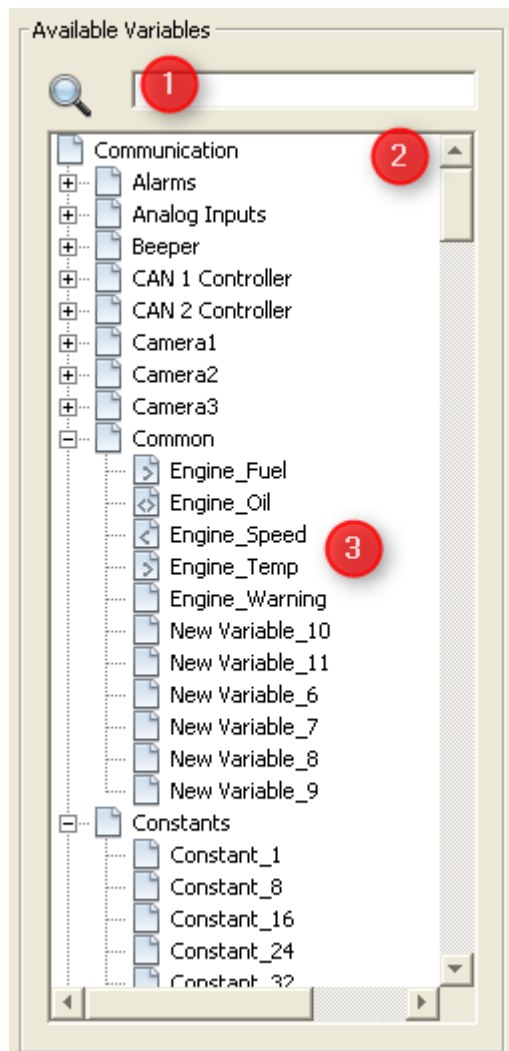 Available Variables
1
2
Communication
Alarms
Analog Inputs
Beeper
CAN 1 Controller
CAN 2 Controller
Camera1
Camera2
Camera3
Common
Engine_Fuel
Engine_Oil
Engine_Speed
3
Engine_Temp
Engine_Warning
New Variable_10
New Variable_11
New Variable_6
New Variable_7
New Variable_8
New Variable_9
Constants
Constant_1
Constant_8
Constant_16
Constant_24
Constant_32